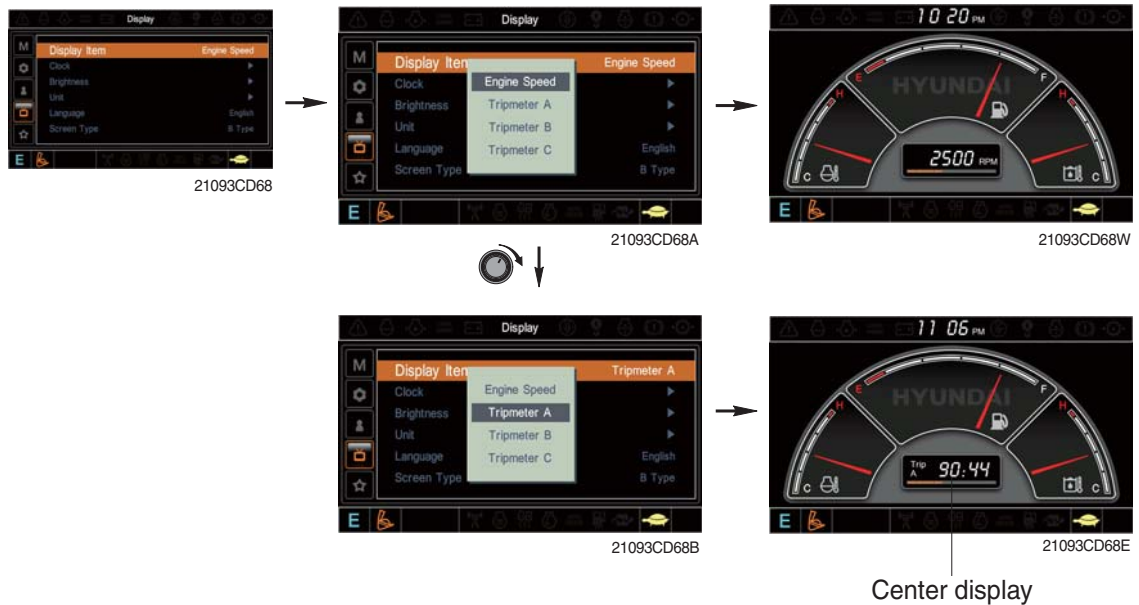 Display
M
Display Item Engine Speed
Clock
Brightness
Unit
Language English
Screen Type B Type
E
21093CD68
Display
M
Display Item Engine Speed
Clock
Brightness
Unit
Language English
Screen Type B Type
Engine Speed
Tripmeter A
Tripmeter B
Tripmeter C
E
21093CD68A
10 20 PM
HYUNDAI
E F
H H
C C
2500 RPM
E
21093CD68W
Display
M
Display Item Tripmeter A
Clock
Brightness
Unit
Language English
Screen Type B Type
Engine Speed
Tripmeter A
Tripmeter B
Tripmeter C
E
21093CD68B
11 06 PM
HYUNDAI
E F
H H
C C
Trip A 90:44
E
21093CD68E
Center display